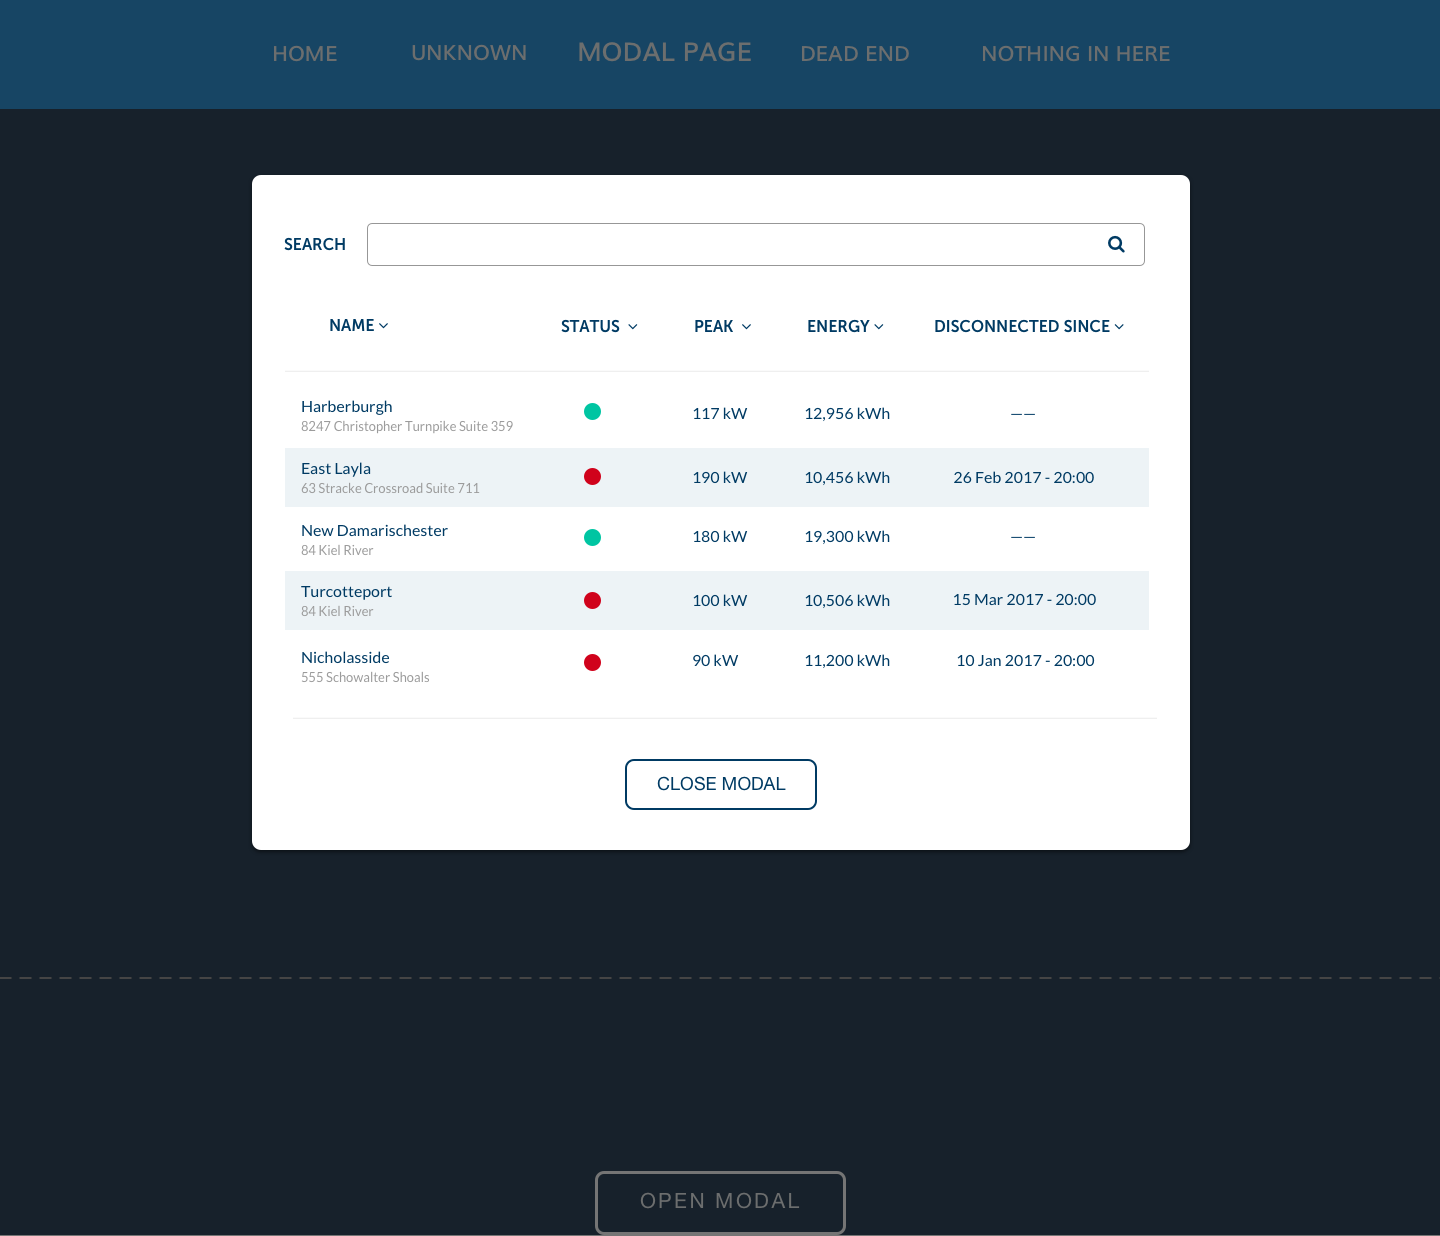 HOME UNKNOWN MODAL PAGE DEAD END NOTHING IN HERE
SEARCH
NAME STATUS PEAK ENERGY DISCONNECTED SINCE
Harberburgh
8247 Christopher Turnpike Suite 359
117 kW 12,956 kWh ——
East Layla
63 Stracke Crossroad Suite 711
190 kW 10,456 kWh 26 Feb 2017 - 20:00
New Damarischester
84 Kiel River
180 kW 19,300 kWh ——
Turcotteport
84 Kiel River
100 kW 10,506 kWh 15 Mar 2017 - 20:00
Nicholasside
555 Schowalter Shoals
90 kW 11,200 kWh 10 Jan 2017 - 20:00
CLOSE MODAL
OPEN MODAL